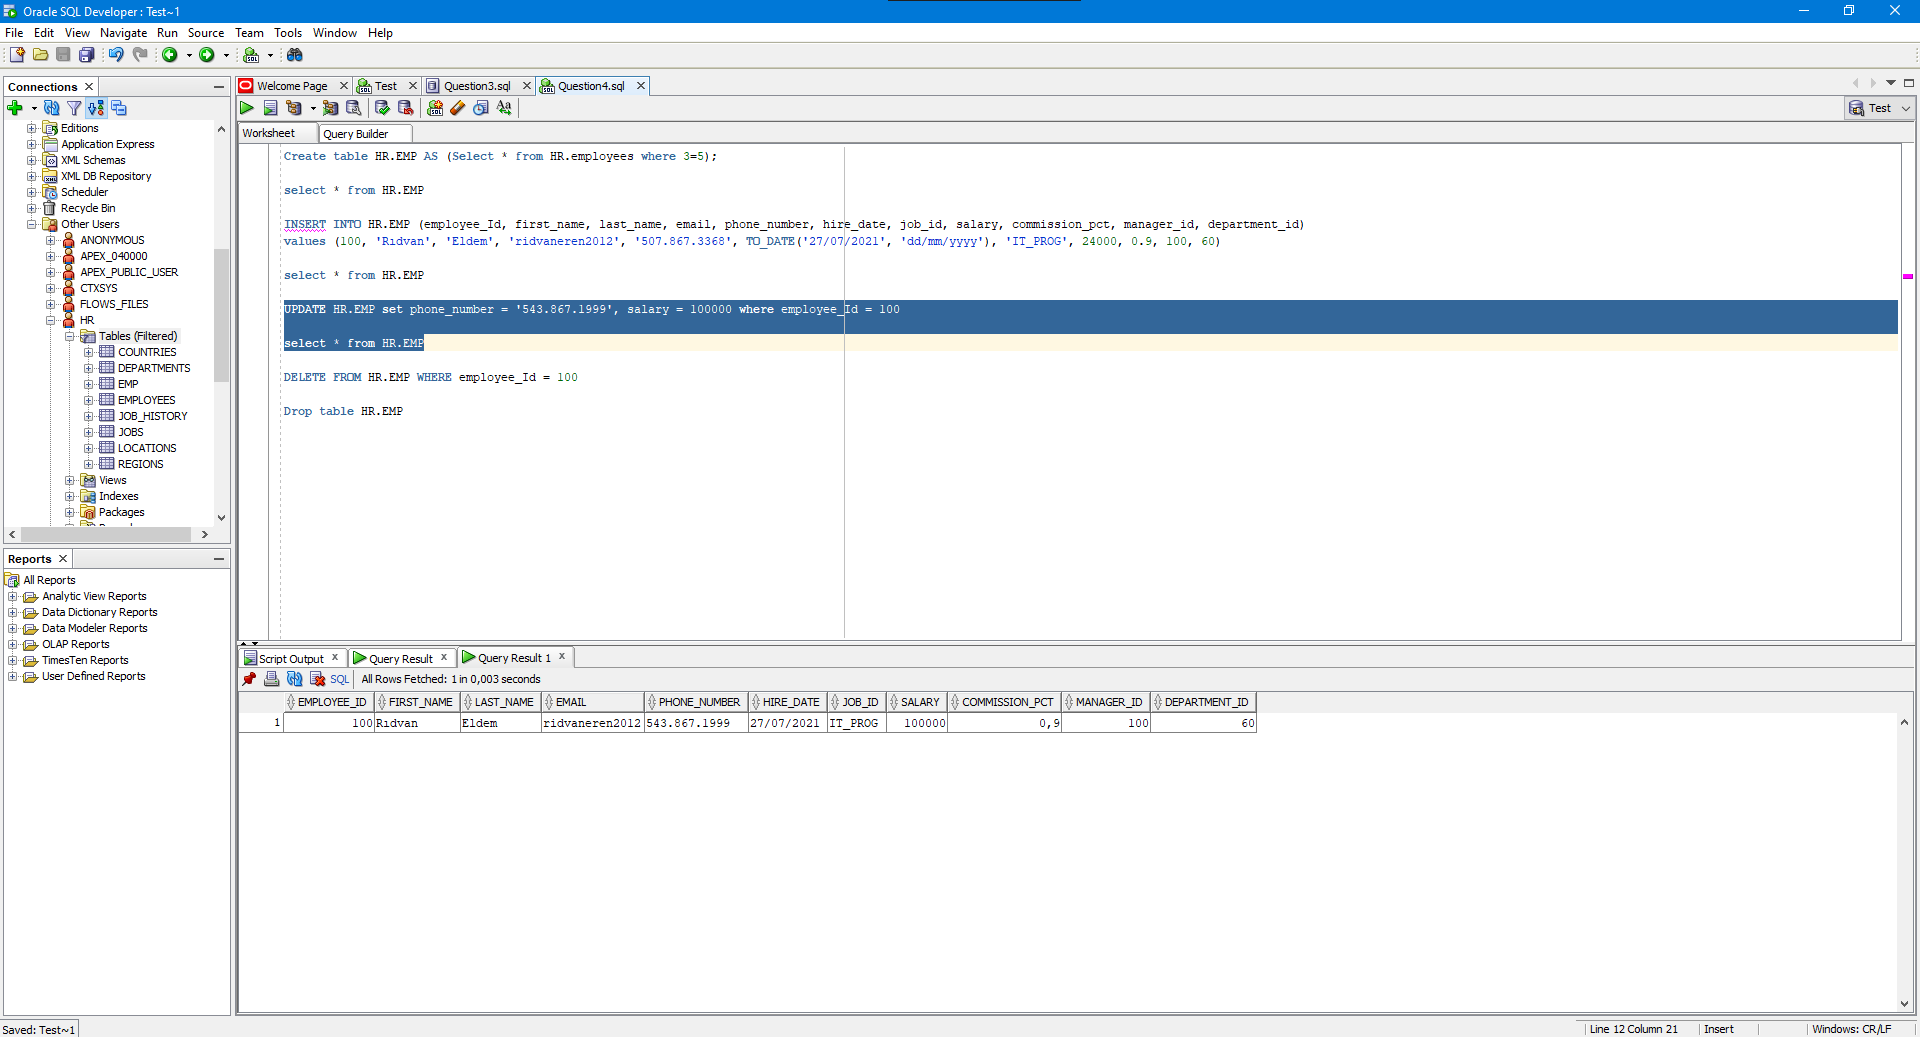 Oracle SQL Developer : Test~1
File Edit View Navigate Run Source Team Tools Window Help
Connections
Editions
Application Express
XML Schemas
XML DB Repository
Scheduler
Recycle Bin
Other Users
ANONYMOUS
APEX_040000
APEX_PUBLIC_USER
CTXSYS
FLOWS_FILES
HR
Tables (Filtered)
COUNTRIES
DEPARTMENTS
EMP
EMPLOYEES
JOB_HISTORY
JOBS
LOCATIONS
REGIONS
Views
Indexes
Packages
Reports
All Reports
Analytic View Reports
Data Dictionary Reports
Data Modeler Reports
OLAP Reports
TimesTen Reports
User Defined Reports
Welcome Page Test Question3.sql Question4.sql
Aa
Test
Worksheet Query Builder
Create table HR.EMP AS (Select * from HR.employees where 3=5);
select * from HR.EMP
INSERT INTO HR.EMP (employee_Id, first_name, last_name, email, phone_number, hire_date, job_id, salary, commission_pct, manager_id, department_id)
values (100, 'Rıdvan', 'Eldem', 'ridvaneren2012', '507.867.3368', TO_DATE('27/07/2021', 'dd/mm/yyyy'), 'IT_PROG', 24000, 0.9, 100, 60)
select * from HR.EMP
UPDATE HR.EMP set phone_number = '543.867.1999', salary = 100000 where employee_Id = 100
select * from HR.EMP
DELETE FROM HR.EMP WHERE employee_Id = 100
Drop table HR.EMP
Script Output Query Result Query Result 1
SQL All Rows Fetched: 1 in 0,003 seconds
EMPLOYEE_ID FIRST_NAME LAST_NAME EMAIL PHONE_NUMBER HIRE_DATE JOB_ID SALARY COMMISSION_PCT MANAGER_ID DEPARTMENT_ID
1 100 Rıdvan Eldem ridvaneren2012 543.867.1999 27/07/2021 IT_PROG 100000 0,9 100 60
Saved: Test~1
Line 12 Column 21 Insert Windows: CR/LF